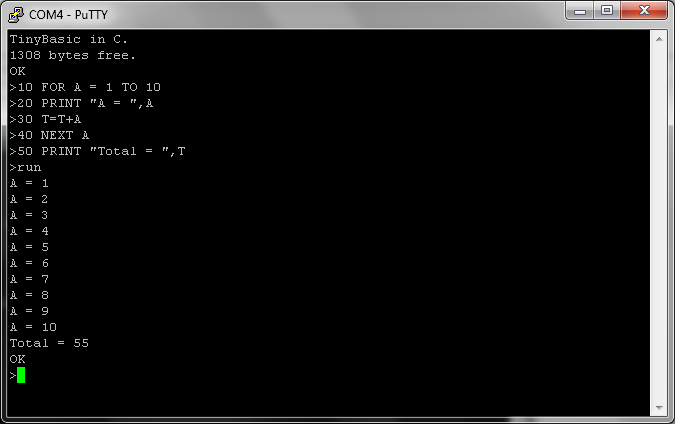 COM4 - PuTTY
TinyBasic in C.
1308 bytes free.
OK
>10 FOR A = 1 TO 10
>20 PRINT "A = ",A
>30 T=T+A
>40 NEXT A
>50 PRINT "Total = ",T
>run
A = 1
A = 2
A = 3
A = 4
A = 5
A = 6
A = 7
A = 8
A = 9
A = 10
Total = 55
OK
>